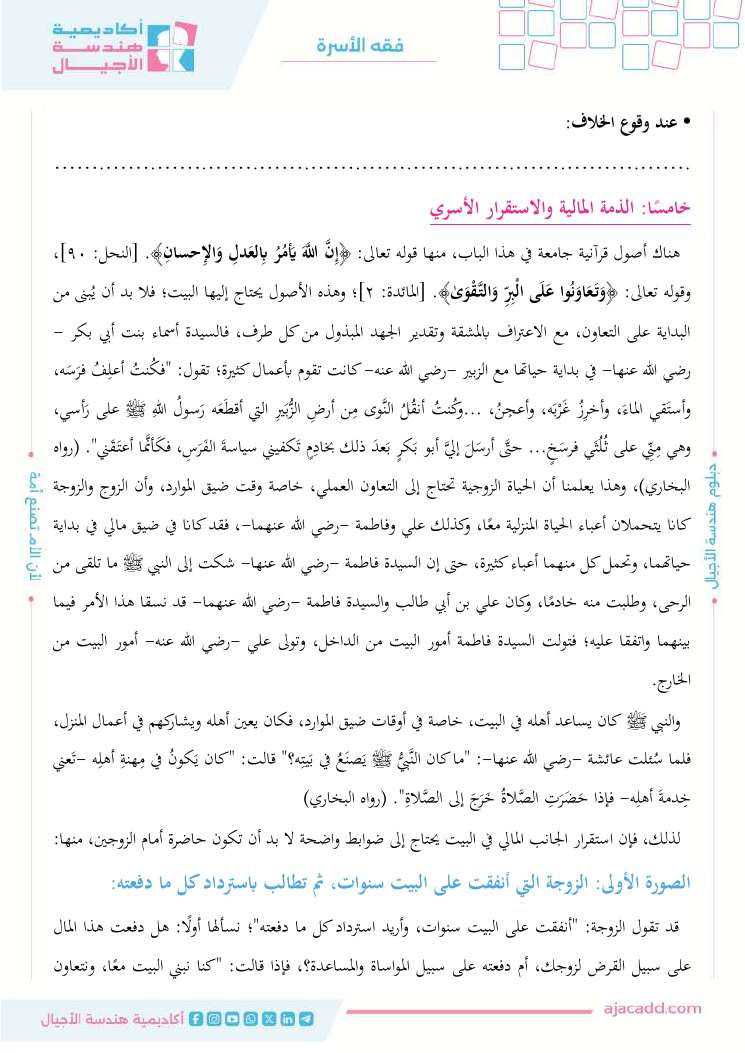 أكاديمية
هندسة
الأجيال
فقه الأسرة
• عند وقوع الخلاف:
......................................................................................
خامسًا: الذمة المالية والاستقرار الأسري
هناك أصول قرآنية جامعة في هذا الباب، منها قوله تعالى: ﴿إِنَّ اللَّهَ يَأمُرُ بِالعَدلِ وَالإِحسانِ﴾. [النحل: ٩٠]،
وقوله تعالى: ﴿وَتَعَاوَنُوا عَلَى الْبِرِّ وَالتَّقْوَىٰ﴾. [المائدة: ٢]؛ وهذه الأصول يحتاج إليها البيت؛ فلا بد أن يُبنى من
البداية على التعاون، مع الاعتراف بالمشقة وتقدير الجهد المبذول من كل طرف، فالسيدة أسماء بنت أبي بكر –
رضي الله عنها– في بداية حياتها مع الزبير –رضي الله عنه– كانت تقوم بأعمال كثيرة؛ تقول: "فكُنتُ أعلِفُ فرَسَه،
وأستَقي الماءَ، وأخرِزُ غَرْبَه، وأعجنُ، ...وكُنتُ أنقُلُ النَّوى مِن أرضِ الزُّبَيرِ التي أقطَعَه رَسولُ اللهِ ﷺ على رَأسي،
وهي مِنِّي على ثُلُثَي فرسَخٍ... حتَّى أرسَلَ إليَّ أبو بَكرٍ بَعدَ ذلك بخادِمٍ تَكفيني سياسةَ الفَرَسِ، فكَأنَّما أعتَقَني". (رواه
البخاري)، وهذا يعلمنا أن الحياة الزوجية تحتاج إلى التعاون العملي، خاصة وقت ضيق الموارد، وأن الزوج والزوجة
كانا يتحملان أعباء الحياة المنزلية معًا، وكذلك علي وفاطمة –رضي الله عنهما–، فقد كانا في ضيق مالي في بداية
حياتهما، وتحمل كل منهما أعباء كثيرة، حتى إن السيدة فاطمة –رضي الله عنها– شكت إلى النبي ﷺ ما تلقى من
الرحى، وطلبت منه خادمًا، وكان علي بن أبي طالب والسيدة فاطمة –رضي الله عنهما– قد نسقا هذا الأمر فيما
بينهما واتفقا عليه؛ فتولت السيدة فاطمة أمور البيت من الداخل، وتولى علي –رضي الله عنه– أمور البيت من
الخارج.
والنبي ﷺ كان يساعد أهله في البيت، خاصة في أوقات ضيق الموارد، فكان يعين أهله ويشاركهم في أعمال المنزل،
فلما سُئلت عائشة –رضي الله عنها–: "ما كان النَّبيُّ ﷺ يَصنَعُ في بَيتِه؟" قالت: "كان يَكونُ في مِهنةِ أهلِه –تَعني
خِدمةَ أهلِه– فإذا حَضَرَتِ الصَّلاةُ خَرَجَ إلى الصَّلاةِ". (رواه البخاري)
لذلك، فإن استقرار الجانب المالي في البيت يحتاج إلى ضوابط واضحة لا بد أن تكون حاضرة أمام الزوجين، منها:
الصورة الأولى: الزوجة التي أنفقت على البيت سنوات، ثم تطالب باسترداد كل ما دفعته:
قد تقول الزوجة: "أنفقت على البيت سنوات، وأريد استرداد كل ما دفعته"؛ نسألها أولًا: هل دفعت هذا المال
على سبيل القرض لزوجك، أم دفعته على سبيل المواساة والمساعدة؟، فإذا قالت: "كنا نبني البيت معًا، ونتعاون
• دبلوم هندسة الأجيال •
• لأن الأم تصنع أمة •
ajacadd.com
أكاديمية هندسة الأجيال